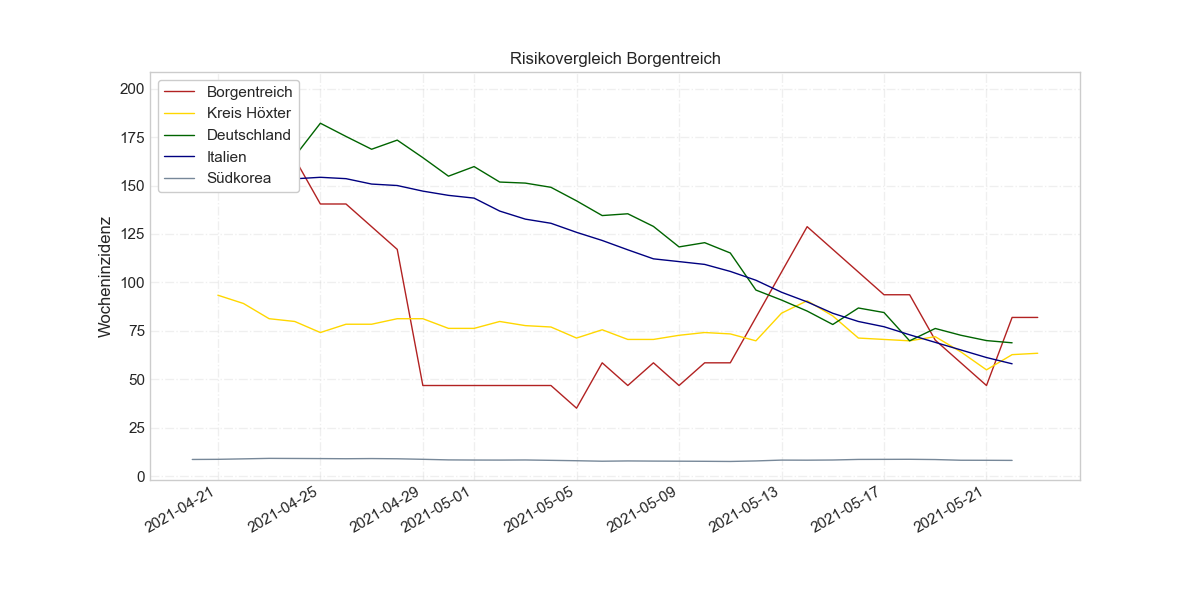 Risikovergleich Borgentreich
Wocheninzidenz
200
175
150
125
100
75
50
25
0
Borgentreich
Kreis Höxter
Deutschland
Italien
Südkorea
2021-04-21
2021-04-25
2021-04-29
2021-05-01
2021-05-05
2021-05-09
2021-05-13
2021-05-17
2021-05-21